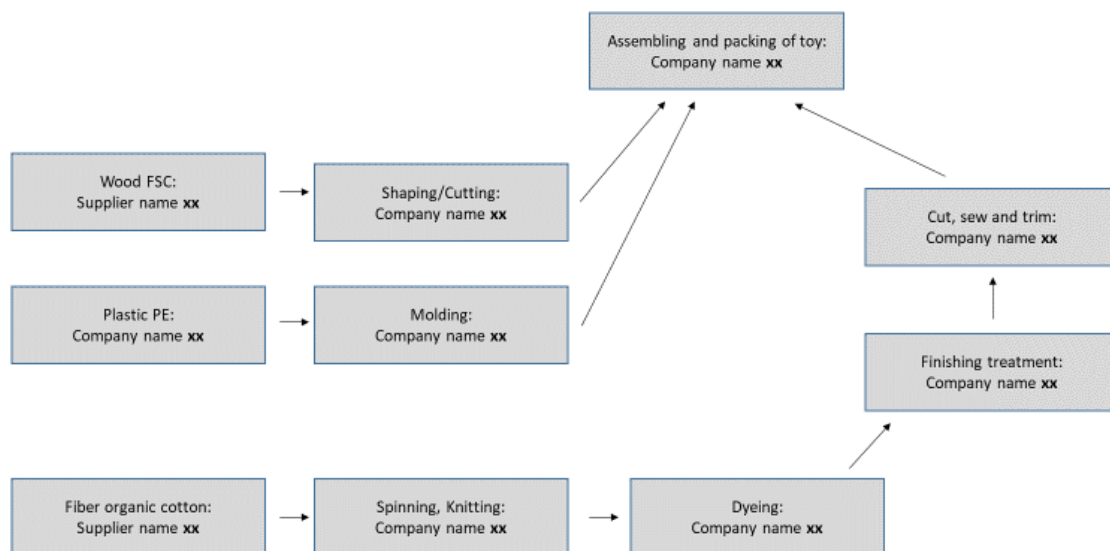 Assembling and packing of toy:
Company name xx
Wood FSC:
Supplier name xx
Shaping/Cutting:
Company name xx
Cut, sew and trim:
Company name xx
Plastic PE:
Company name xx
Molding:
Company name xx
Finishing treatment:
Company name xx
Fiber organic cotton:
Supplier name xx
Spinning, Knitting:
Company name xx
Dyeing:
Company name xx